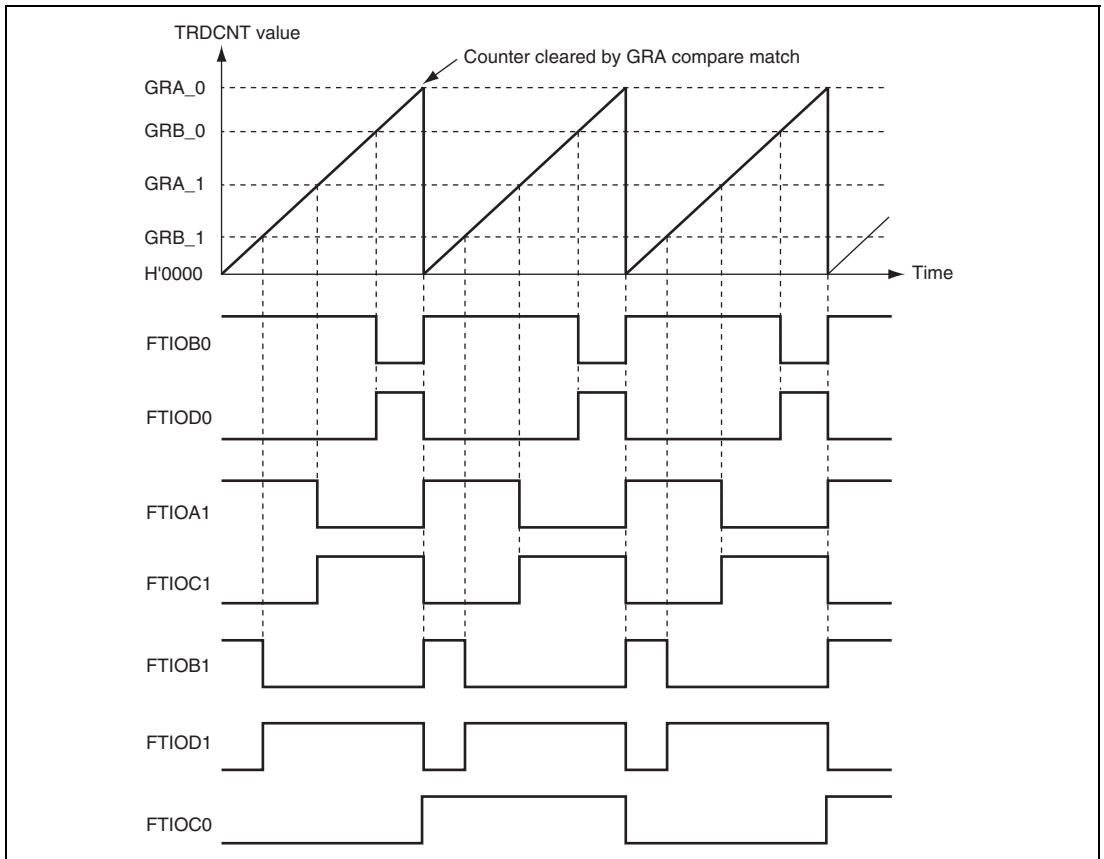 TRDCNT value
Counter cleared by GRA compare match
GRA_0
GRB_0
GRA_1
GRB_1
H'0000
Time
FTIOB0
FTIOD0
FTIOA1
FTIOC1
FTIOB1
FTIOD1
FTIOC0